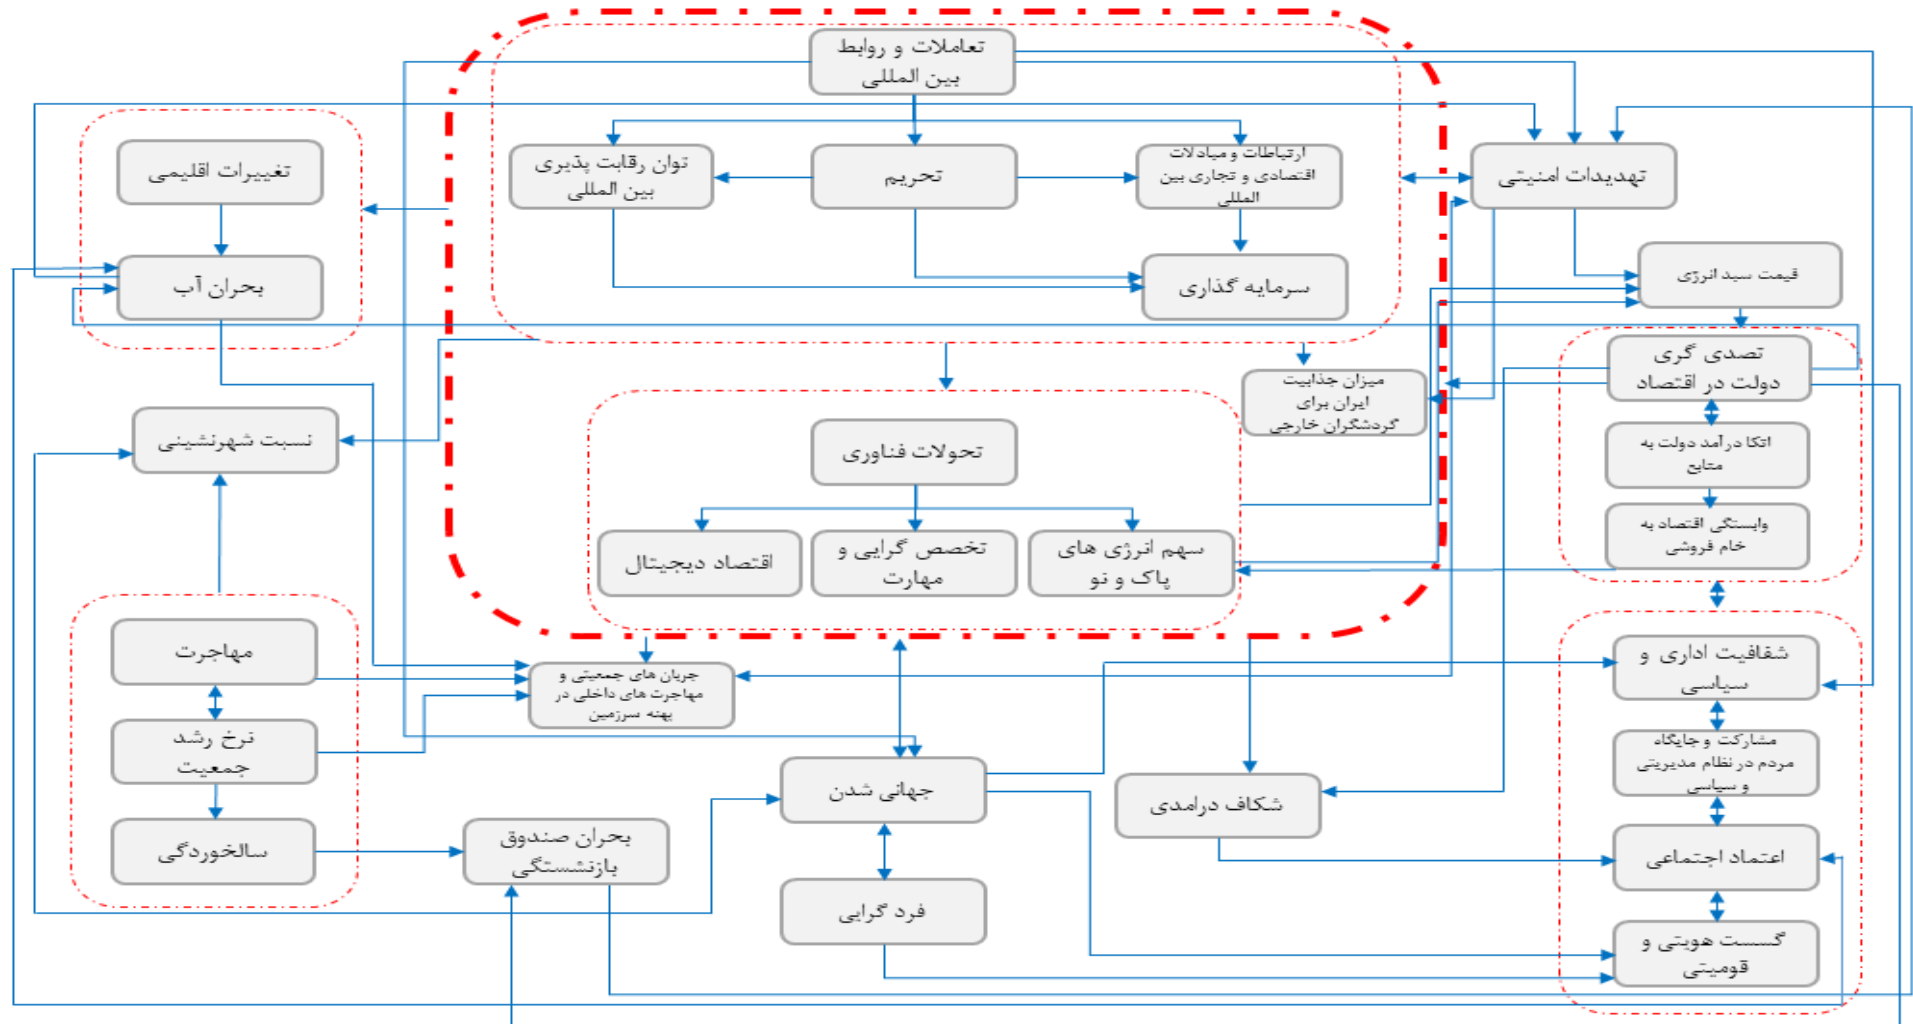 تعاملات و روابط
بین المللی
توان رقابت پذیری
بین المللی
تحریم
ارتباطات و مبادلات
اقتصادی و تجاری بین
المللی
تهدیدات امنیتی
تغییرات اقلیمی
بحران آب
سرمایه گذاری
قیمت سبد انرژی
تصدی گری
دولت در اقتصاد
میزان جذابیت
ایران برای
گردشگران خارجی
نسبت شهرنشینی
تحولات فناوری
اتکا درآمد دولت به
منابع
وابستگی اقتصاد به
خام فروشی
اقتصاد دیجیتال
تخصص گرایی و
مهارت
سهم انرژی های
پاک و نو
مهاجرت
جریان های جمعیتی و
مهاجرت های داخلی در
پهنه سرزمین
شفافیت اداری و
سیاسی
نرخ رشد
جمعیت
مشارکت و جایگاه
مردم در نظام مدیریتی
و سیاسی
جهانی شدن
شکاف درامدی
سالخوردگی
بحران صندوق
بازنشستگی
اعتماد اجتماعی
فرد گرایی
گسست هویتی و
قومیتی